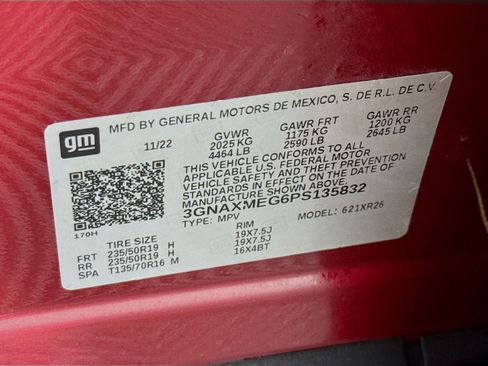 gm
MFD BY GENERAL MOTORS DE MEXICO, S. DE R.L. DE C.V.
11/22 GVWR GAWR FRT GAWR RR
2025 KG 1175 KG 1200 KG
4464 LB 2590 LB 2645 LB
THIS VEHICLE CONFORMS TO ALL
APPLICABLE U.S. FEDERAL MOTOR
VEHICLE SAFETY STANDARDS IN EFFECT
ON THE DATE OF MANUFACTURE SHOWN ABOVE.
3GNAXMEG6PS135832
TYPE: MPV MODEL: 621XR26
170H
TIRE SIZE RIM
FRT 235/50R19 H 19X7.5J
RR 235/50R19 H 19X7.5J
SPA T135/70R16 M 16X4BT